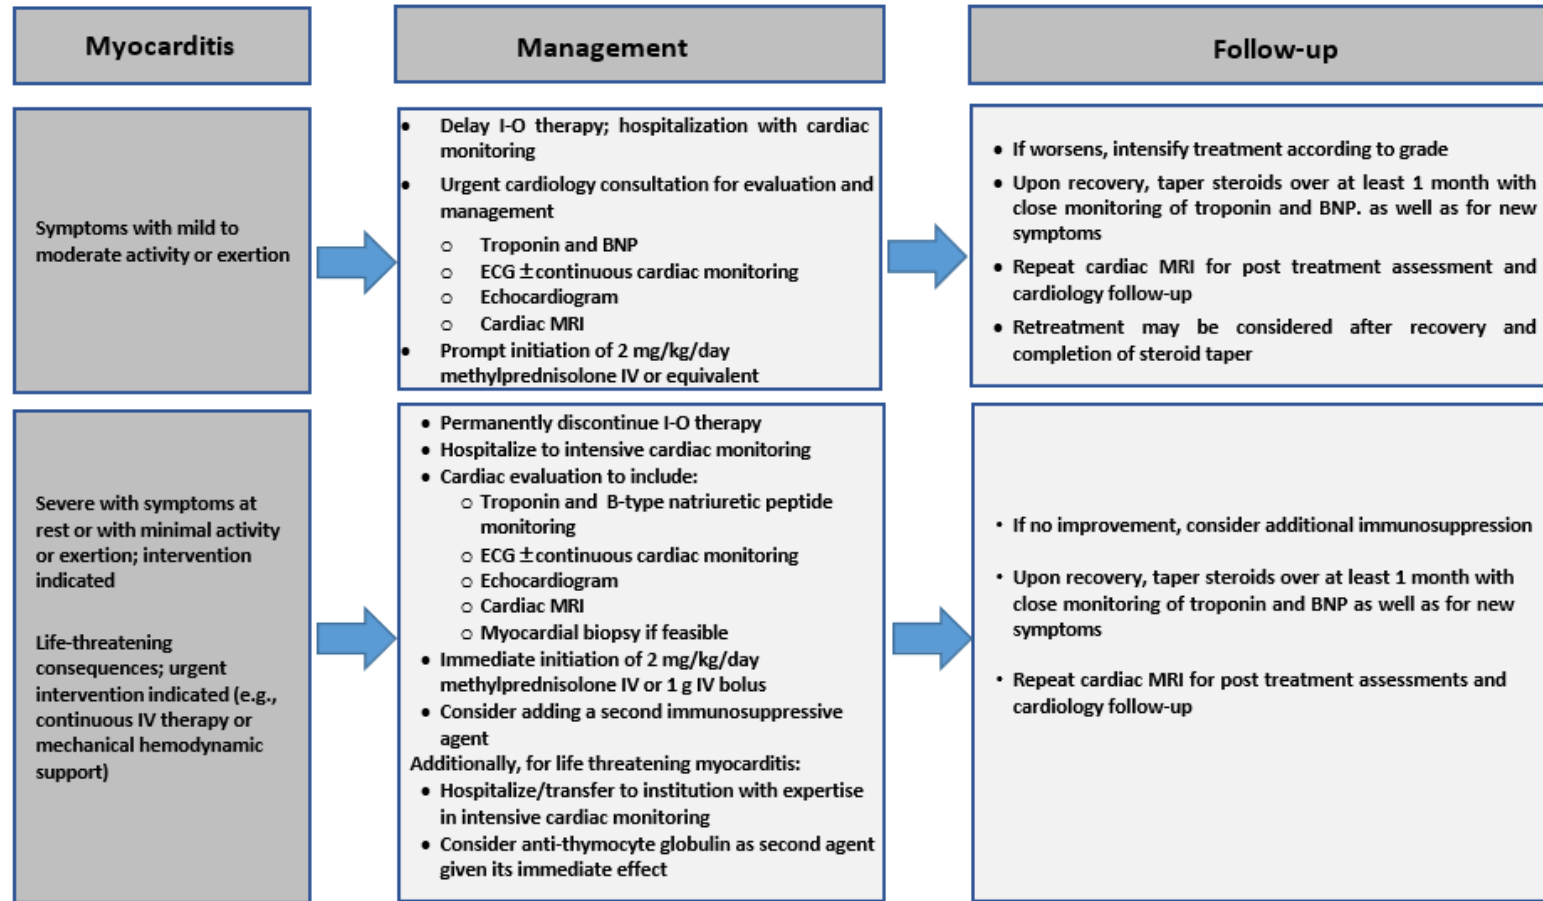 Myocarditis
Management
Follow-up
Symptoms with mild to
moderate activity or exertion
• Delay I-O therapy; hospitalization with cardiac
monitoring
• Urgent cardiology consultation for evaluation and
management
o Troponin and BNP
o ECG ± continuous cardiac monitoring
o Echocardiogram
o Cardiac MRI
• Prompt initiation of 2 mg/kg/day
methylprednisolone IV or equivalent
• If worsens, intensify treatment according to grade
• Upon recovery, taper steroids over at least 1 month with
close monitoring of troponin and BNP. as well as for new
symptoms
• Repeat cardiac MRI for post treatment assessment and
cardiology follow-up
• Retreatment may be considered after recovery and
completion of steroid taper
Severe with symptoms at
rest or with minimal activity
or exertion; intervention
indicated
Life-threatening
consequences; urgent
intervention indicated (e.g.,
continuous IV therapy or
mechanical hemodynamic
support)
• Permanently discontinue I-O therapy
• Hospitalize to intensive cardiac monitoring
• Cardiac evaluation to include:
o Troponin and B-type natriuretic peptide
monitoring
o ECG ± continuous cardiac monitoring
o Echocardiogram
o Cardiac MRI
o Myocardial biopsy if feasible
• Immediate initiation of 2 mg/kg/day
methylprednisolone IV or 1 g IV bolus
• Consider adding a second immunosuppressive
agent
Additionally, for life threatening myocarditis:
• Hospitalize/transfer to institution with expertise
in intensive cardiac monitoring
• Consider anti-thymocyte globulin as second agent
given its immediate effect
• If no improvement, consider additional immunosuppression
• Upon recovery, taper steroids over at least 1 month with
close monitoring of troponin and BNP as well as for new
symptoms
• Repeat cardiac MRI for post treatment assessments and
cardiology follow-up